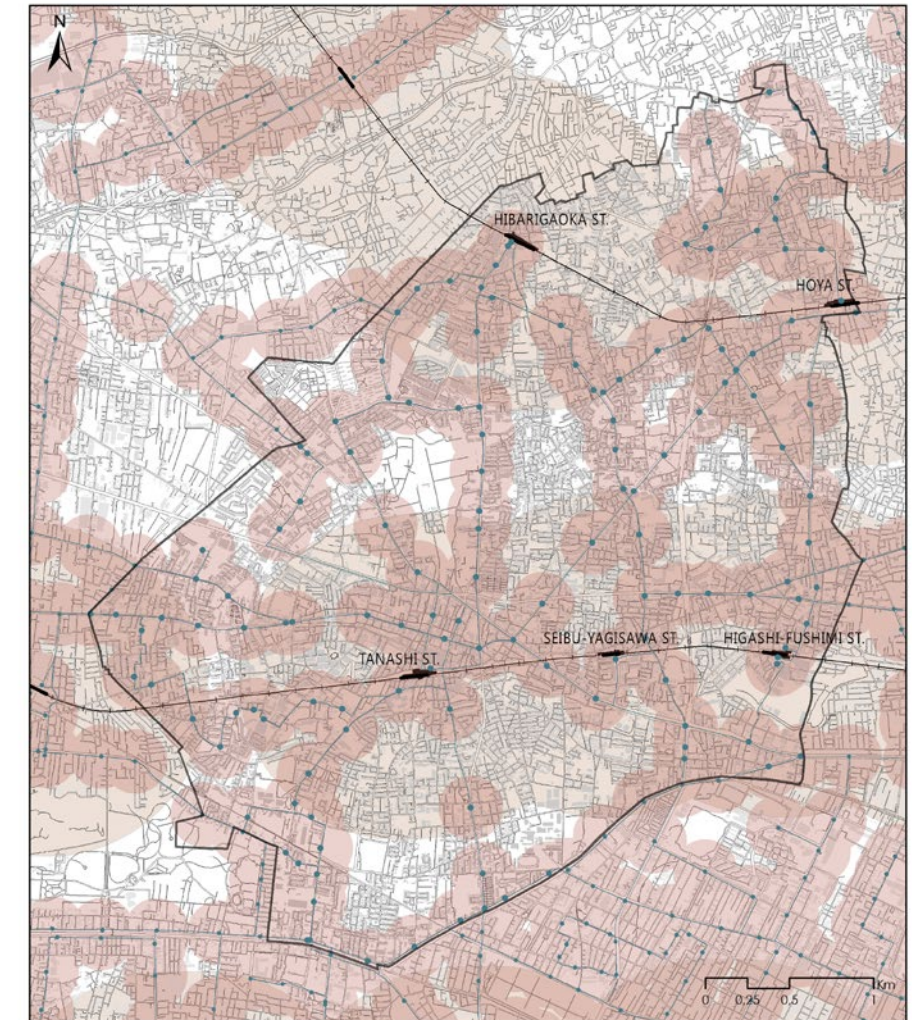 N
HIBARIGAOKA ST.
HOYA ST.
SEIBU-YAGISAWA ST.
HIGASHI-FUSHIMI ST.
TANASHI ST.
Km
0 0,25 0,5 1